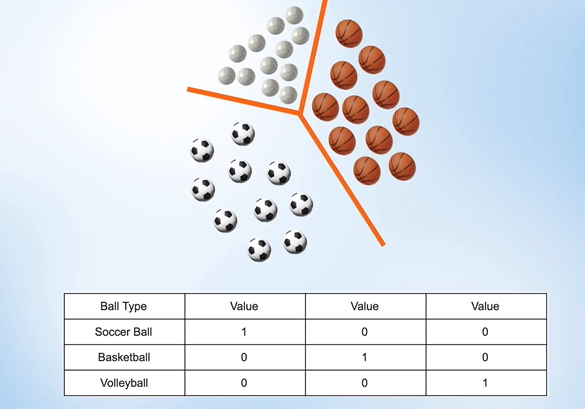 Ball Type Value Value Value
Soccer Ball 1 0 0
Basketball 0 1 0
Volleyball 0 0 1